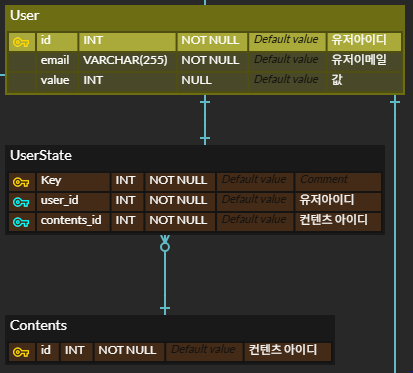 User
id INT NOT NULL Default value 유저아이디
email VARCHAR(255) NOT NULL Default value 유저이메일
value INT NULL Default value 값
UserState
Key INT NOT NULL Default value Comment
user_id INT NOT NULL Default value 유저아이디
contents_id INT NOT NULL Default value 컨텐츠 아이디
Contents
id INT NOT NULL Default value 컨텐츠 아이디